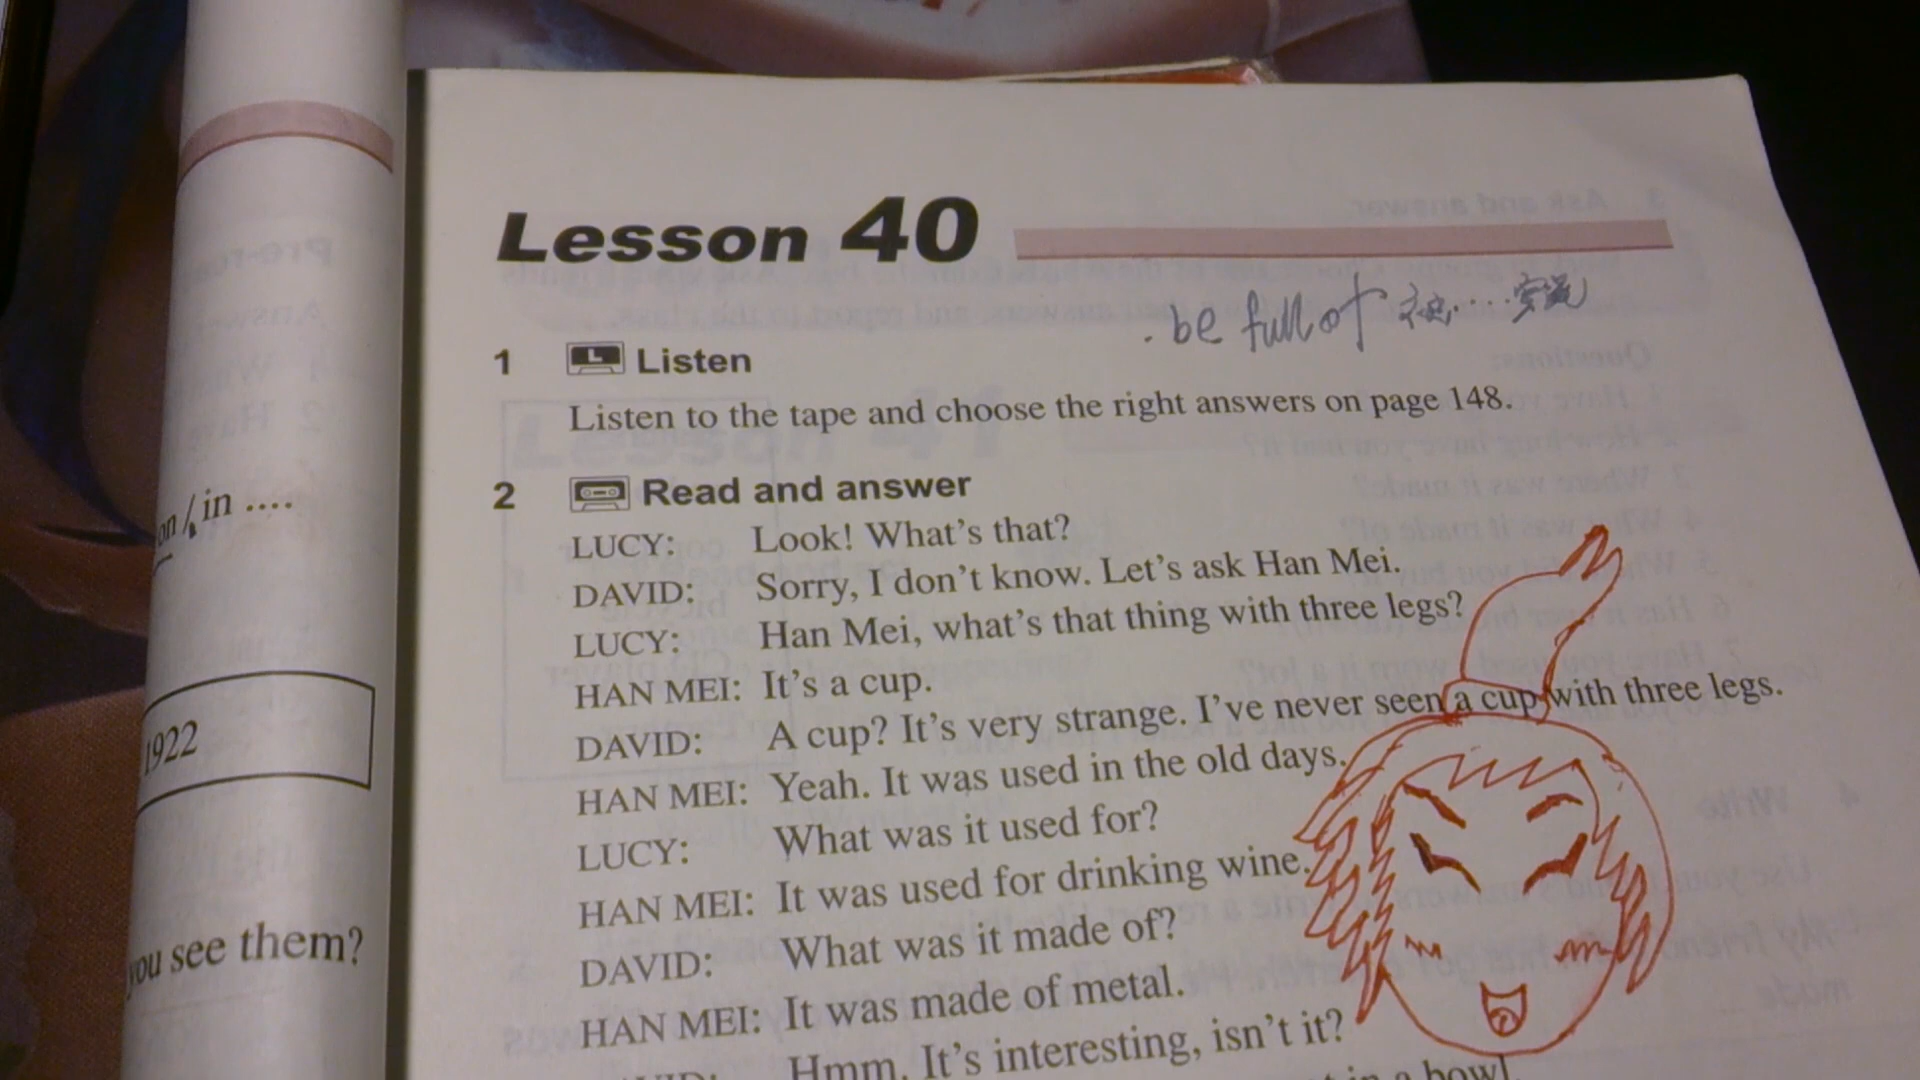 Lesson 40
be full of 被....
1 Listen
Listen to the tape and choose the right answers on page 148.
2 Read and answer
LUCY: Look! What's that?
DAVID: Sorry, I don't know. Let's ask Han Mei.
LUCY: Han Mei, what's that thing with three legs?
HAN MEI: It's a cup.
DAVID: A cup? It's very strange. I've never seen a cup with three legs.
HAN MEI: Yeah. It was used in the old days.
LUCY: What was it used for?
HAN MEI: It was used for drinking wine.
DAVID: What was it made of?
HAN MEI: It was made of metal.
Hmm. It's interesting, isn't it?
in a bowl
on / in ....
1922
you see them?